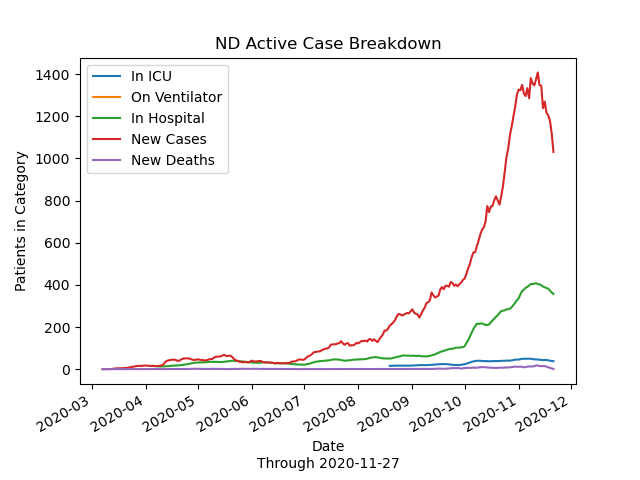 ND Active Case Breakdown
In ICU
On Ventilator
In Hospital
New Cases
New Deaths
Patients in Category
1400
1200
1000
800
600
400
200
0
2020-03
2020-04
2020-05
2020-06
2020-07
2020-08
2020-09
2020-10
2020-11
2020-12
Date
Through 2020-11-27